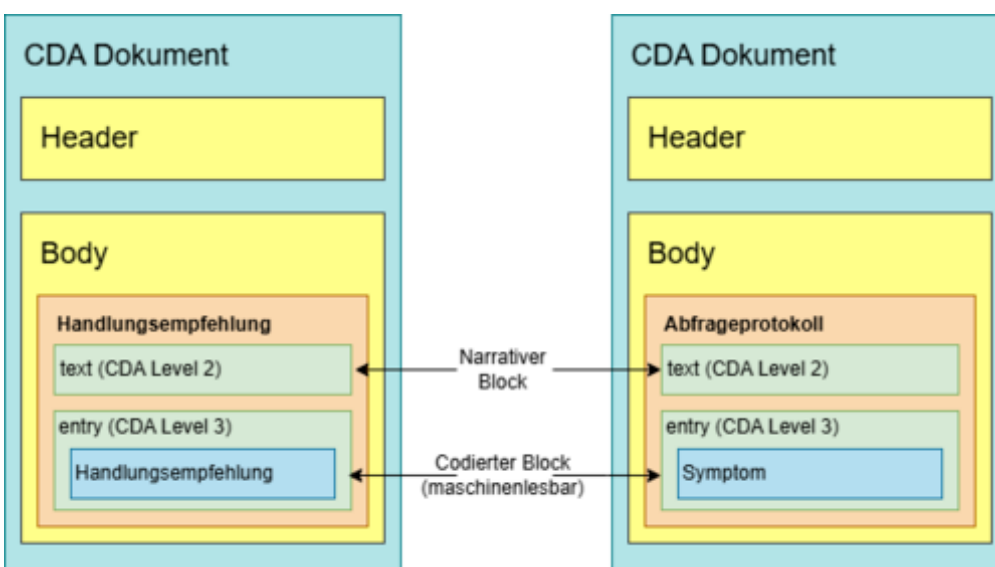 CDA Dokument
Header
Body
Handlungsempfehlung
text (CDA Level 2)
entry (CDA Level 3)
Handlungsempfehlung
Narrativer
Block
Codierter Block
(maschinenlesbar)
CDA Dokument
Header
Body
Abfrageprotokoll
text (CDA Level 2)
entry (CDA Level 3)
Symptom